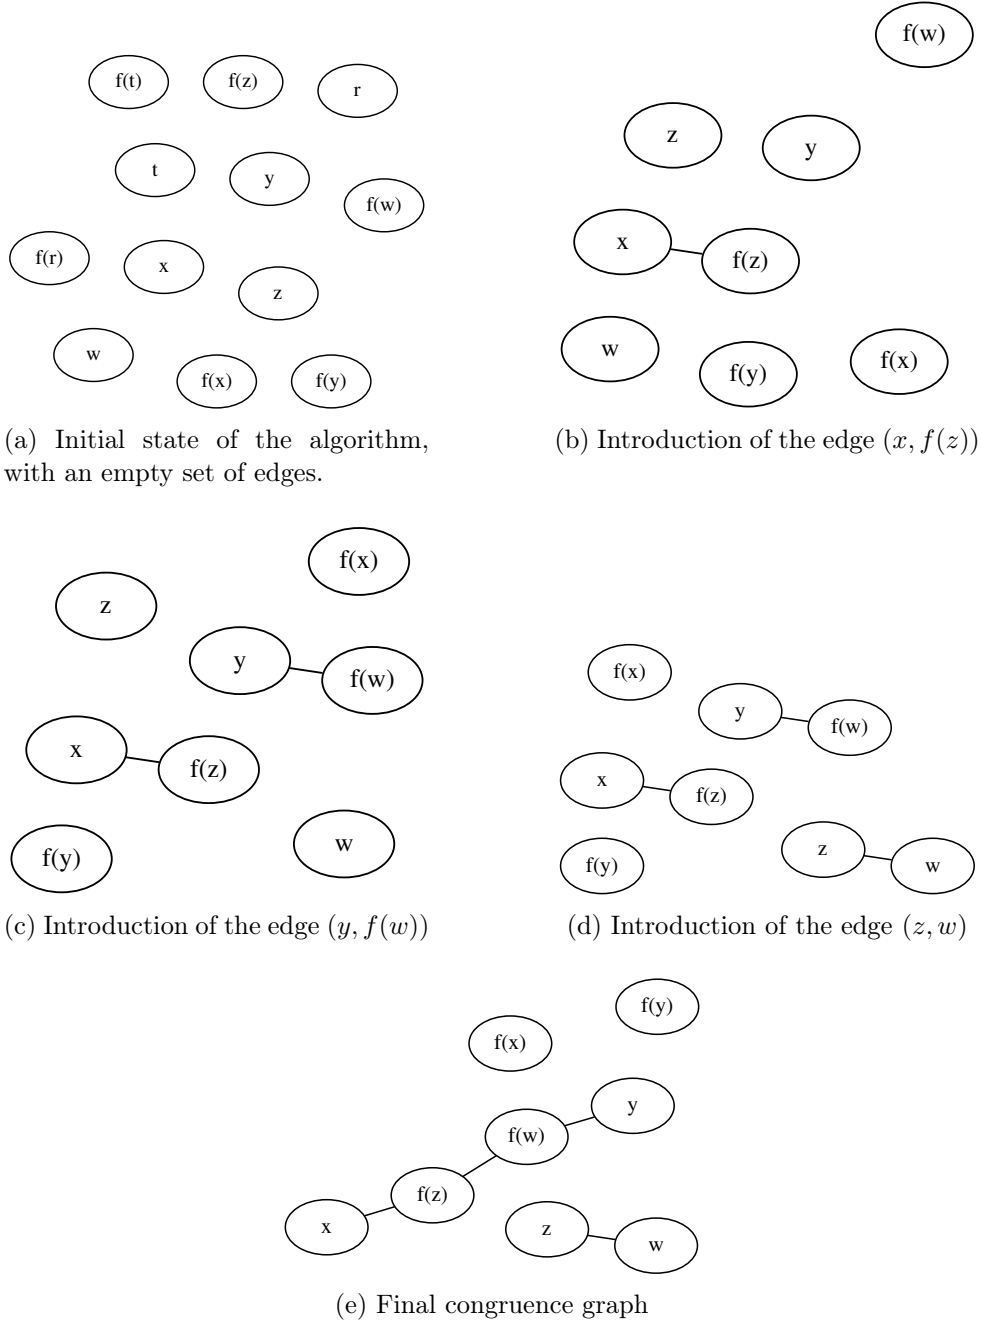 f(t) f(z) r
t y f(w)
f(r) x z
w f(x) f(y)
(a) Initial state of the algorithm,
with an empty set of edges.
f(w)
z y
x f(z)
w f(y) f(x)
(b) Introduction of the edge (x, f(z))
f(x)
z
y f(w)
x f(z)
f(y) w
(c) Introduction of the edge (y, f(w))
f(x)
y f(w)
x f(z)
f(y) z w
(d) Introduction of the edge (z, w)
f(y)
f(x)
y
f(w)
f(z)
x z w
(e) Final congruence graph